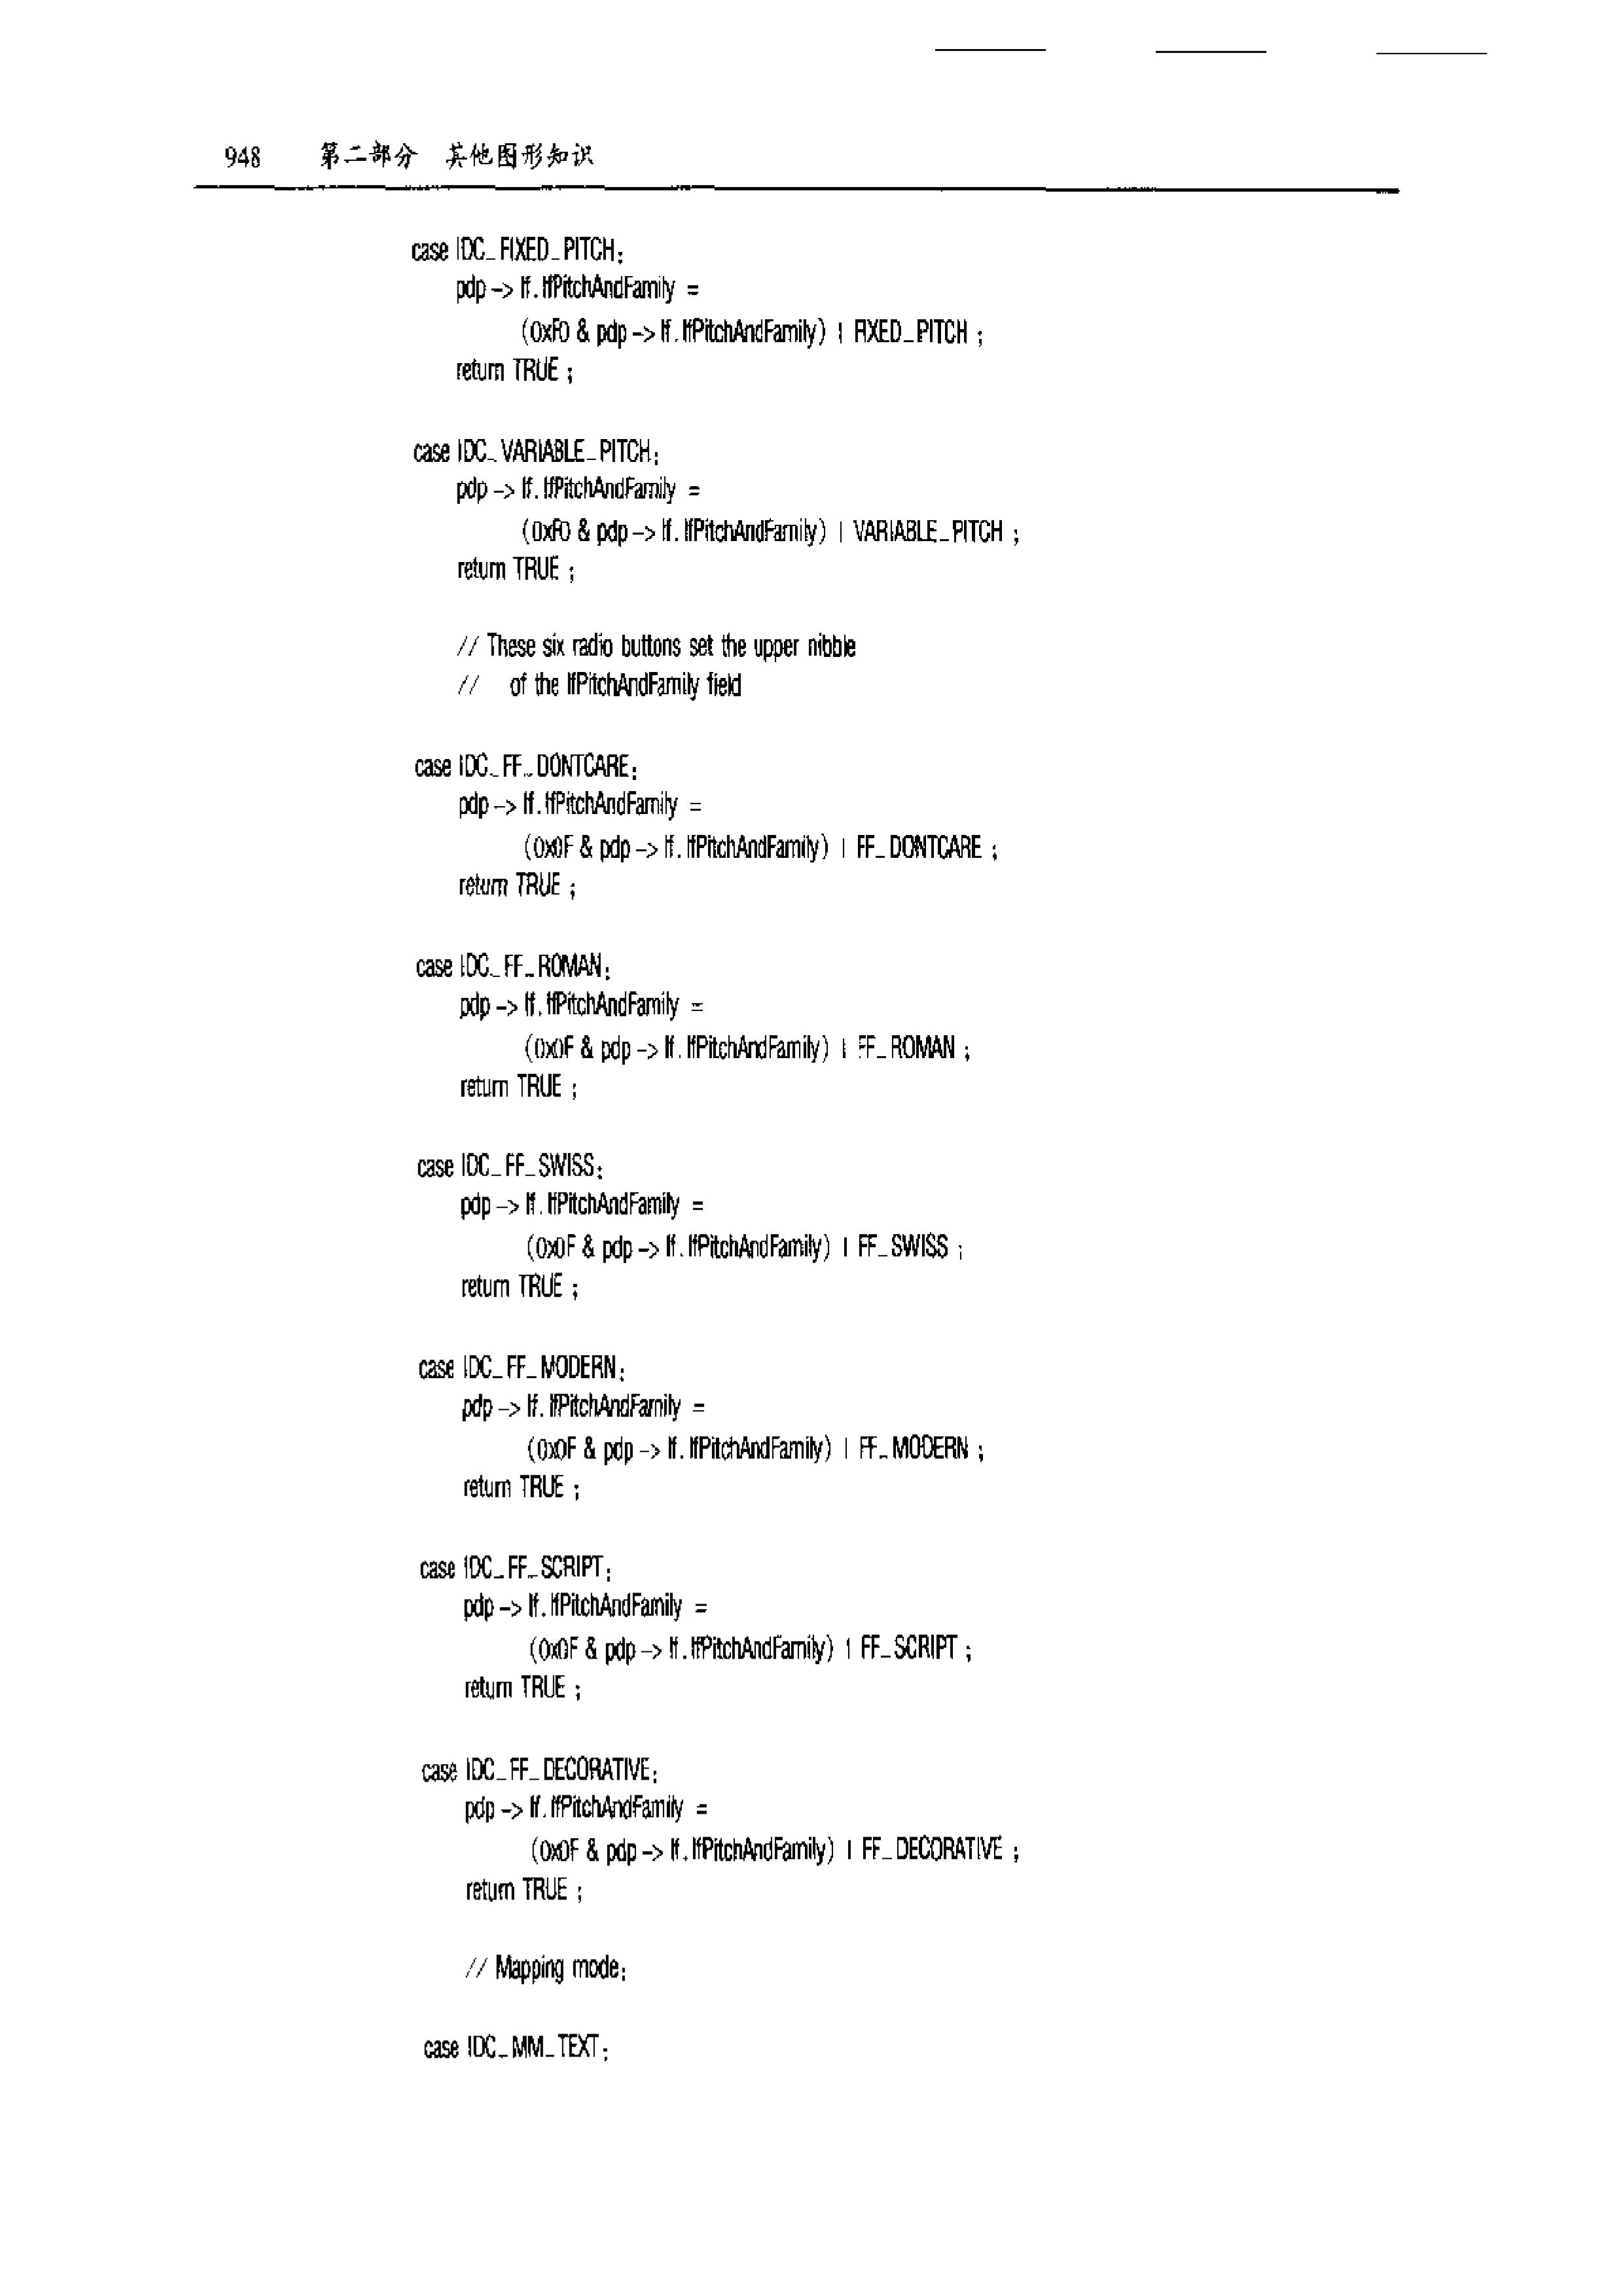 948 第二部分 其他图形知识
case IDC_FIXED_PITCH:
pdp -> lf.lfPitchAndFamily =
(0xF0 & pdp -> lf.lfPitchAndFamily) | FIXED_PITCH ;
return TRUE ;
case IDC_VARIABLE_PITCH:
pdp -> lf.lfPitchAndFamily =
(0xF0 & pdp -> lf.lfPitchAndFamily) | VARIABLE_PITCH ;
return TRUE ;
// These six radio buttons set the upper nibble
// of the lfPitchAndFamily field
case IDC_FF_DONTCARE:
pdp -> lf.lfPitchAndFamily =
(0x0F & pdp -> lf.lfPitchAndFamily) | FF_DONTCARE ;
return TRUE ;
case IDC_FF_ROMAN:
pdp -> lf.lfPitchAndFamily =
(0x0F & pdp -> lf.lfPitchAndFamily) | FF_ROMAN ;
return TRUE ;
case IDC_FF_SWISS:
pdp -> lf.lfPitchAndFamily =
(0x0F & pdp -> lf.lfPitchAndFamily) | FF_SWISS ;
return TRUE ;
case IDC_FF_MODERN:
pdp -> lf.lfPitchAndFamily =
(0x0F & pdp -> lf.lfPitchAndFamily) | FF_MODERN ;
return TRUE ;
case IDC_FF_SCRIPT:
pdp -> lf.lfPitchAndFamily =
(0x0F & pdp -> lf.lfPitchAndFamily) | FF_SCRIPT ;
return TRUE ;
case IDC_FF_DECORATIVE:
pdp -> lf.lfPitchAndFamily =
(0x0F & pdp -> lf.lfPitchAndFamily) | FF_DECORATIVE ;
return TRUE ;
// Mapping mode:
case IDC_MM_TEXT: